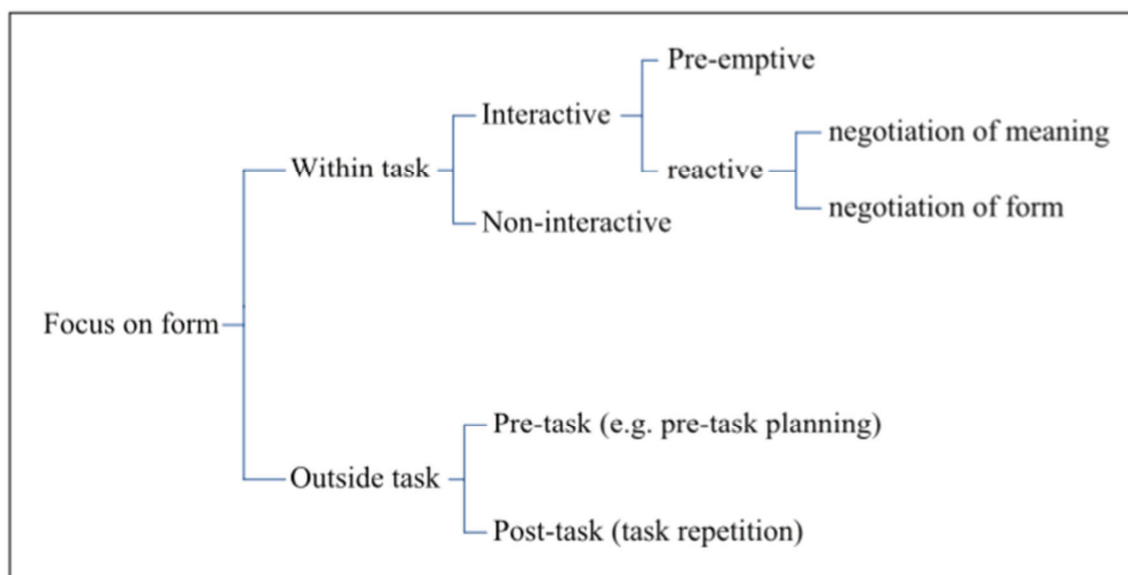 Pre-emptive
Interactive
negotiation of meaning
Within task
reactive
negotiation of form
Non-interactive
Focus on form
Pre-task (e.g. pre-task planning)
Outside task
Post-task (task repetition)